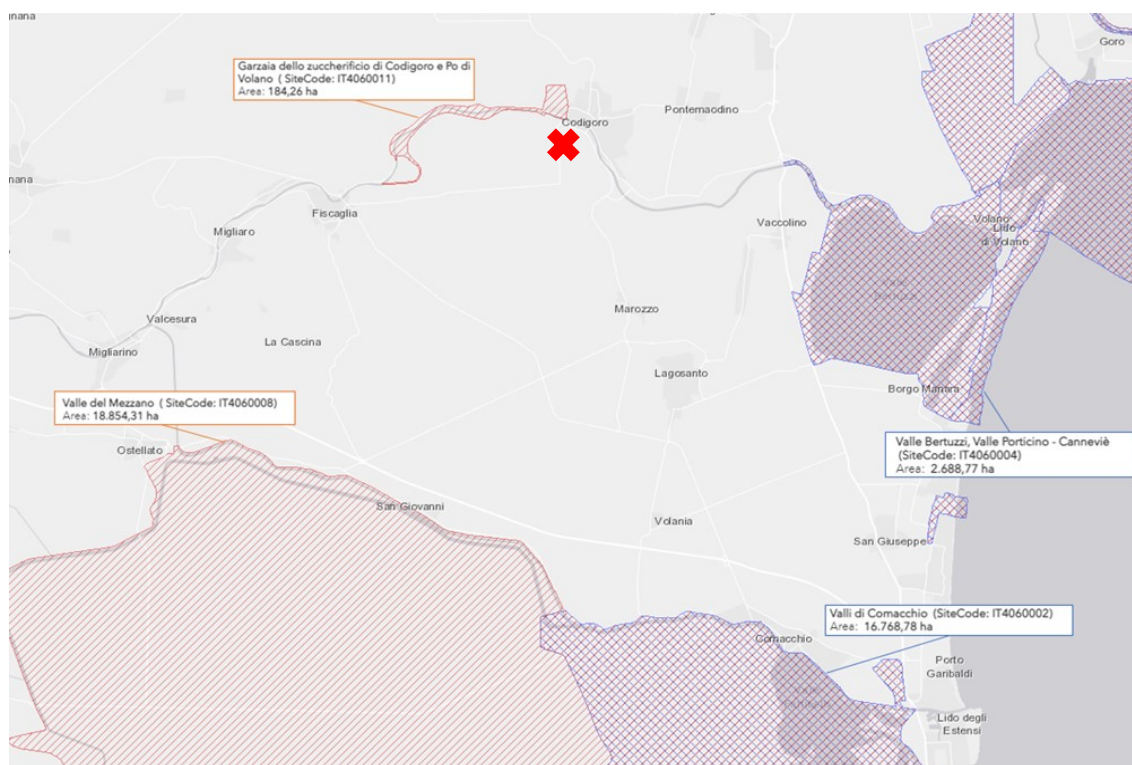 gnana
Goro
Garzaia dello zuccherificio di Codigoro e Po di
Volano ( SiteCode: IT4060011)
Area: 184,26 ha
Pontemaodino
Codigoro
nana
Fiscaglia
Vaccolino
Volano
Lido
di Volano
Migliaro
Marozzo
Valcesura
La Cascina
Migliarino
Lagosanto
Borgo Manara
Valle del Mezzano ( SiteCode: IT4060008)
Area: 18.854,31 ha
Valle Bertuzzi, Valle Porticino - Canneviè
(SiteCode: IT4060004)
Area: 2.688,77 ha
Ostellato
San Giovanni
Volania
San Giuseppe
Valli di Comacchio (SiteCode: IT4060002)
Area: 16.768,78 ha
Comacchio
Porto
Garibaldi
Lido degli
Estensi